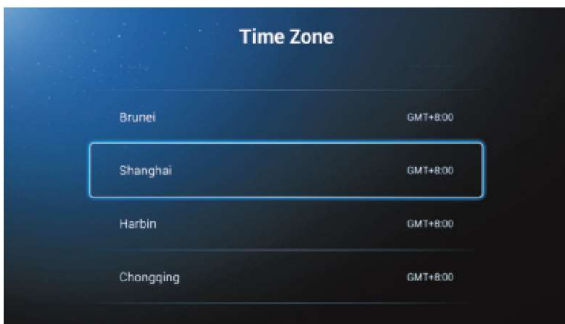 Time Zone
Brunei GMT+8:00
Shanghai GMT+8:00
Harbin GMT+8:00
Chongqing GMT+8:00